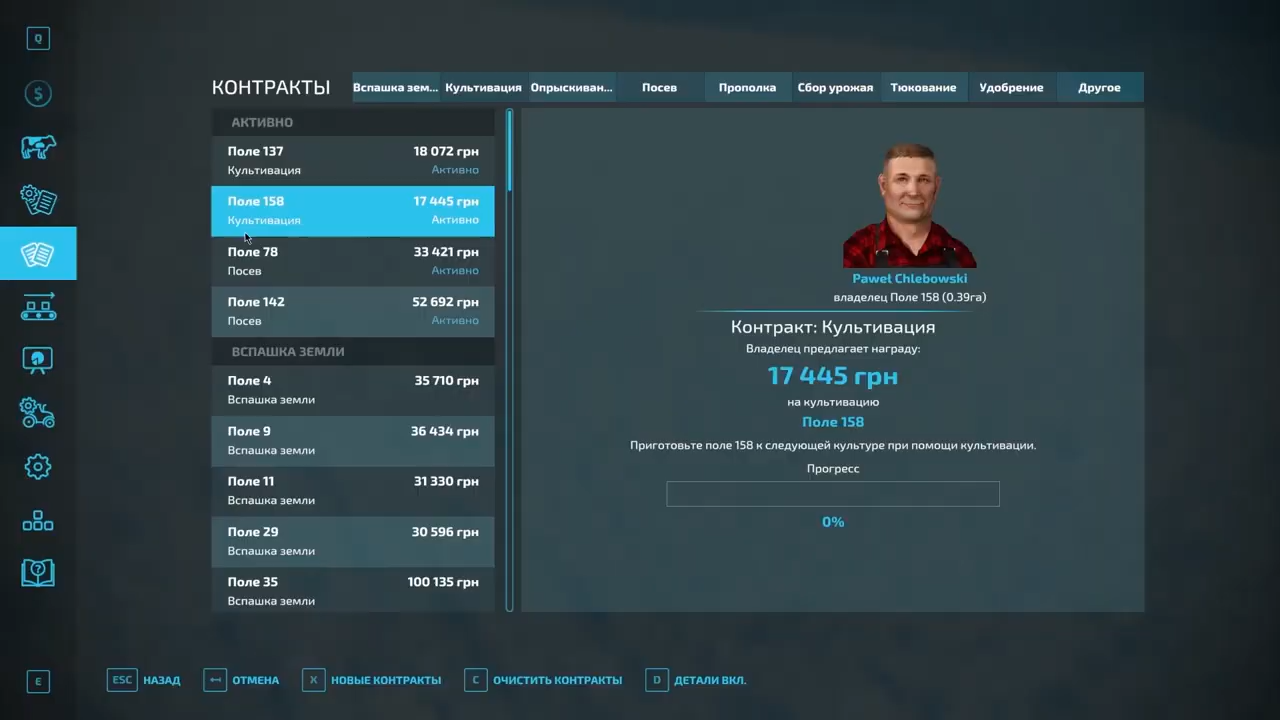 Q
КОНТРАКТЫ
Вспашка зем...
Культивация
Опрыскиван...
Посев
Прополка
Сбор урожая
Тюкование
Удобрение
Другое
АКТИВНО
Поле 137 18 072 грн
Культивация Активно
Поле 158 17 445 грн
Культивация Активно
Поле 78 33 421 грн
Посев Активно
Поле 142 52 692 грн
Посев Активно
ВСПАШКА ЗЕМЛИ
Поле 4 35 710 грн
Вспашка земли
Поле 9 36 434 грн
Вспашка земли
Поле 11 31 330 грн
Вспашка земли
Поле 29 30 596 грн
Вспашка земли
Поле 35 100 135 грн
Вспашка земли
Paweł Chlebowski
владелец Поле 158 (0.39га)
Контракт: Культивация
Владелец предлагает награду:
17 445 грн
на культивацию
Поле 158
Приготовьте поле 158 к следующей культуре при помощи культивации.
Прогресс
0%
E
ESC НАЗАД
ОТМЕНА
X НОВЫЕ КОНТРАКТЫ
C ОЧИСТИТЬ КОНТРАКТЫ
D ДЕТАЛИ ВКЛ.